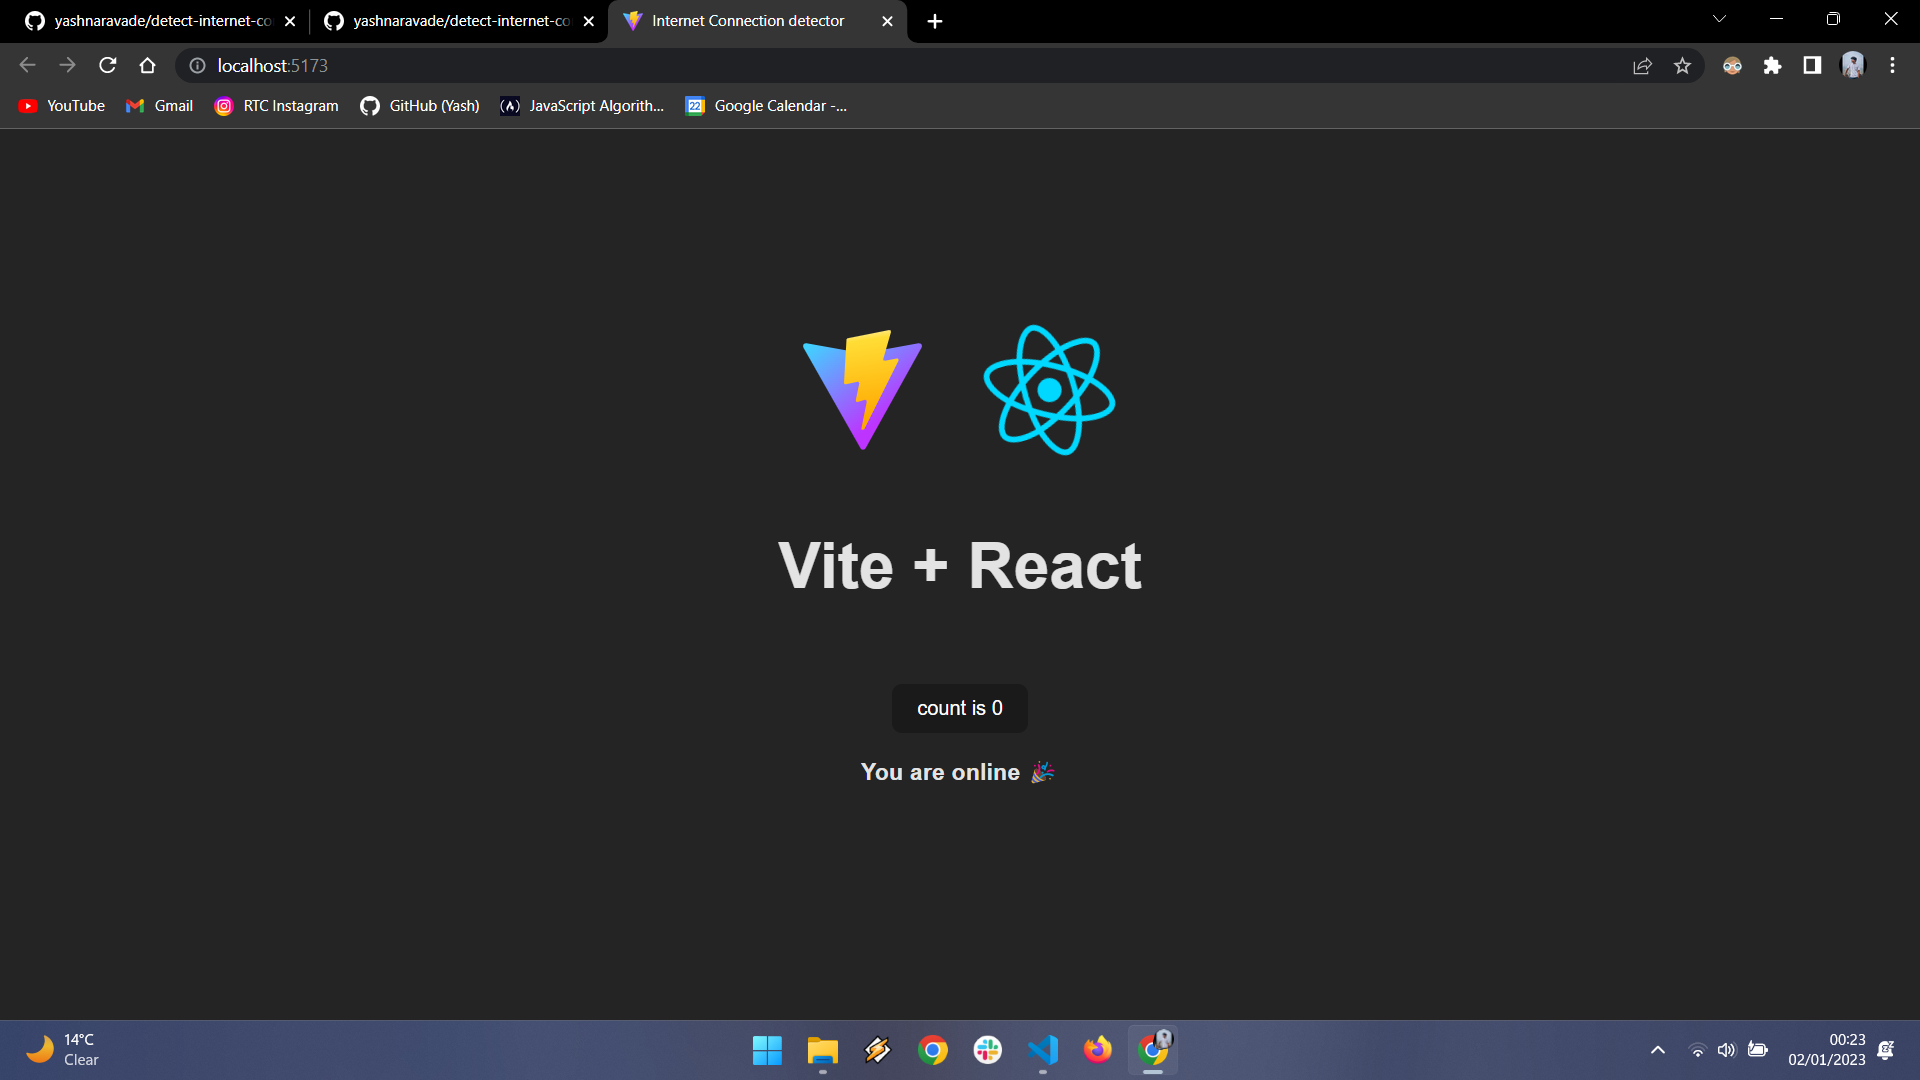 yashnaravade/detect-internet-co
yashnaravade/detect-internet-co
Internet Connection detector
localhost:5173
YouTube
Gmail
RTC Instagram
GitHub (Yash)
JavaScript Algorith...
22
Google Calendar -...
Vite + React
count is 0
You are online 🎉
14°C
Clear
00:23
02/01/2023